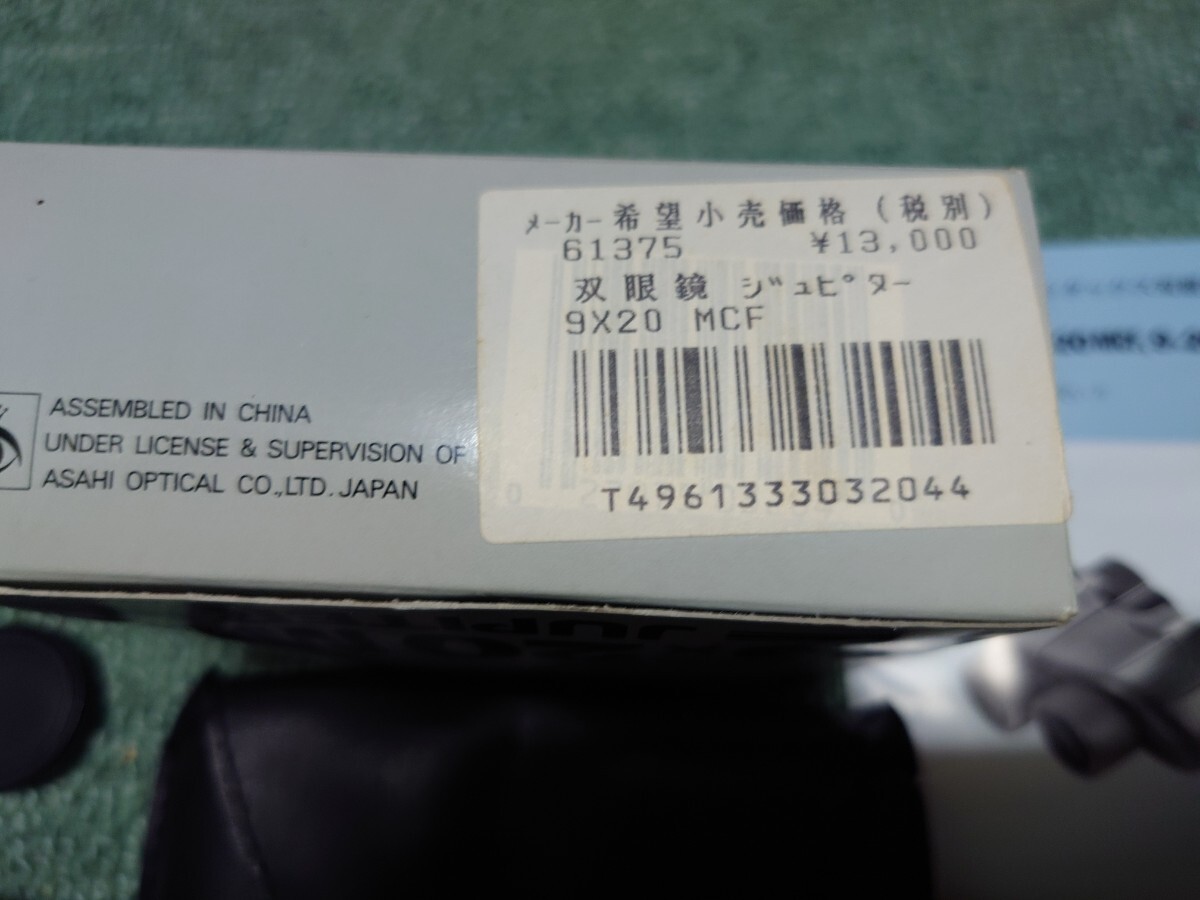 メーカー希望小売価格(税別)
61375 ¥13,000
双眼鏡 ジュピター
9X20 MCF
T4961333032044
ASSEMBLED IN CHINA
UNDER LICENSE & SUPERVISION OF
ASAHI OPTICAL CO.,LTD. JAPAN